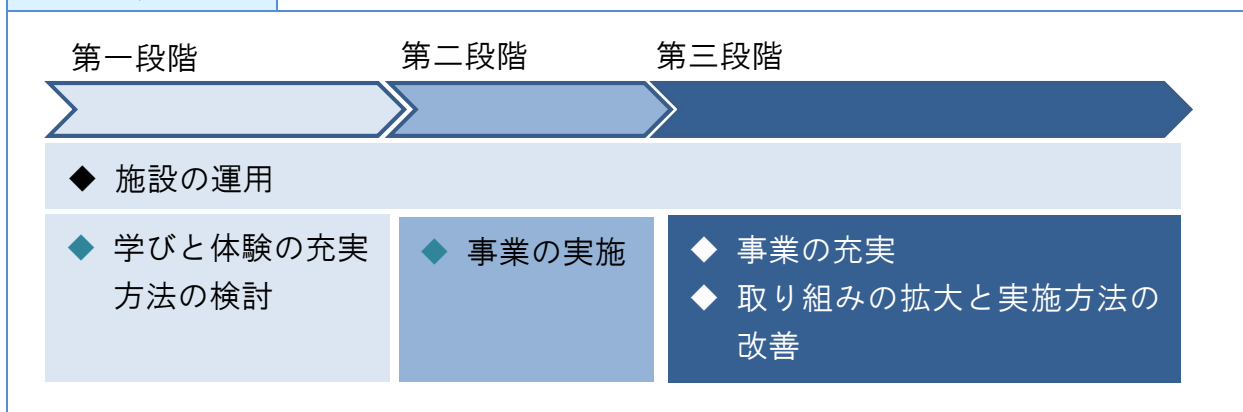 第一段階
第二段階
第三段階
◆ 施設の運用
◆ 学びと体験の充実
方法の検討
◆ 事業の実施
◆ 事業の充実
◆ 取り組みの拡大と実施方法の
改善